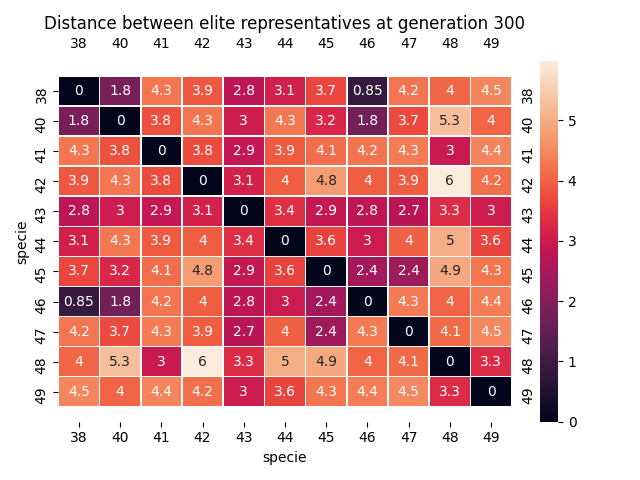 Distance between elite representatives at generation 300
38 40 41 42 43 44 45 46 47 48 49
38 0 1.8 4.3 3.9 2.8 3.1 3.7 0.85 4.2 4 4.5 38
40 1.8 0 3.8 4.3 3 4.3 3.2 1.8 3.7 5.3 4 40
41 4.3 3.8 0 3.8 2.9 3.9 4.1 4.2 4.3 3 4.4 41
42 3.9 4.3 3.8 0 3.1 4 4.8 4 3.9 6 4.2 42
43 2.8 3 2.9 3.1 0 3.4 2.9 2.8 2.7 3.3 3 43
44 3.1 4.3 3.9 4 3.4 0 3.6 3 4 5 3.6 44
45 3.7 3.2 4.1 4.8 2.9 3.6 0 2.4 2.4 4.9 4.3 45
46 0.85 1.8 4.2 4 2.8 3 2.4 0 4.3 4 4.4 46
47 4.2 3.7 4.3 3.9 2.7 4 2.4 4.3 0 4.1 4.5 47
48 4 5.3 3 6 3.3 5 4.9 4 4.1 0 3.3 48
49 4.5 4 4.4 4.2 3 3.6 4.3 4.4 4.5 3.3 0 49
38 40 41 42 43 44 45 46 47 48 49
specie
specie
5
4
3
2
1
0